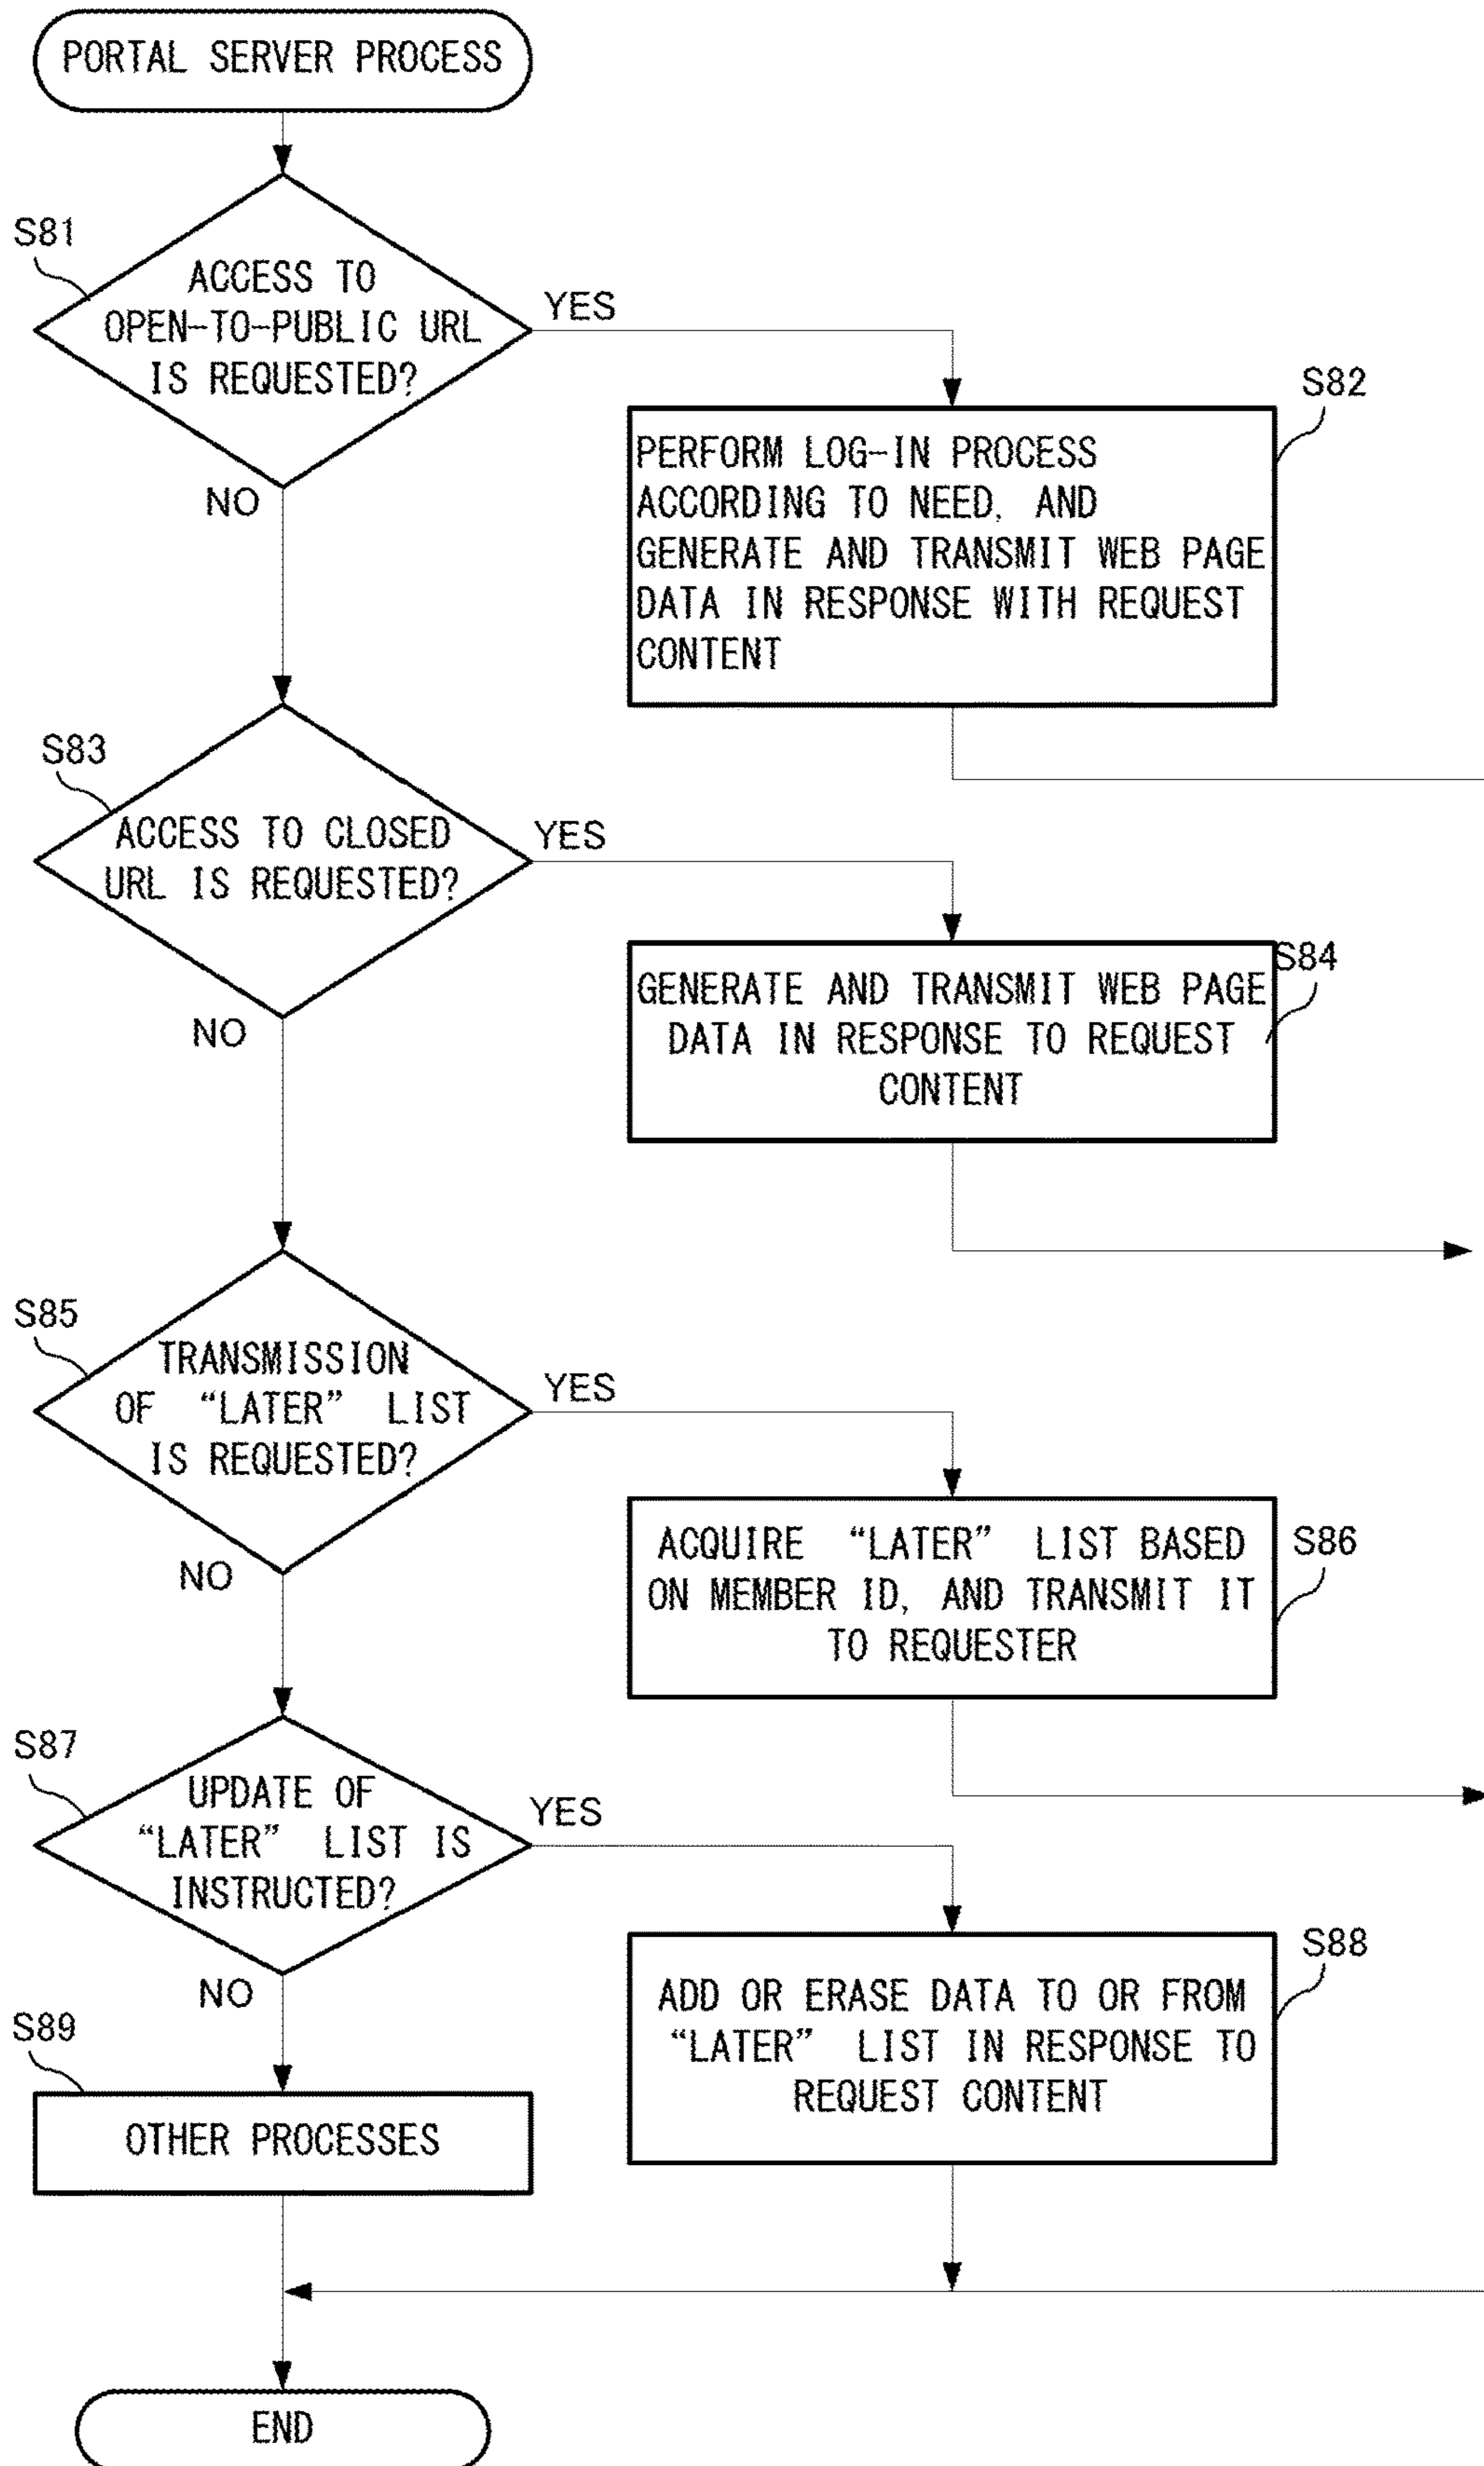 PORTAL SERVER PROCESS
S81
ACCESS TO
OPEN-TO-PUBLIC URL
IS REQUESTED?
YES
NO
S82
PERFORM LOG-IN PROCESS
ACCORDING TO NEED, AND
GENERATE AND TRANSMIT WEB PAGE
DATA IN RESPONSE WITH REQUEST
CONTENT
S83
ACCESS TO CLOSED
URL IS REQUESTED?
YES
NO
S84
GENERATE AND TRANSMIT WEB PAGE
DATA IN RESPONSE TO REQUEST
CONTENT
S85
TRANSMISSION
OF “LATER” LIST
IS REQUESTED?
YES
NO
S86
ACQUIRE “LATER” LIST BASED
ON MEMBER ID, AND TRANSMIT IT
TO REQUESTER
S87
UPDATE OF
“LATER” LIST IS
INSTRUCTED?
YES
NO
S88
ADD OR ERASE DATA TO OR FROM
“LATER” LIST IN RESPONSE TO
REQUEST CONTENT
S89
OTHER PROCESSES
END